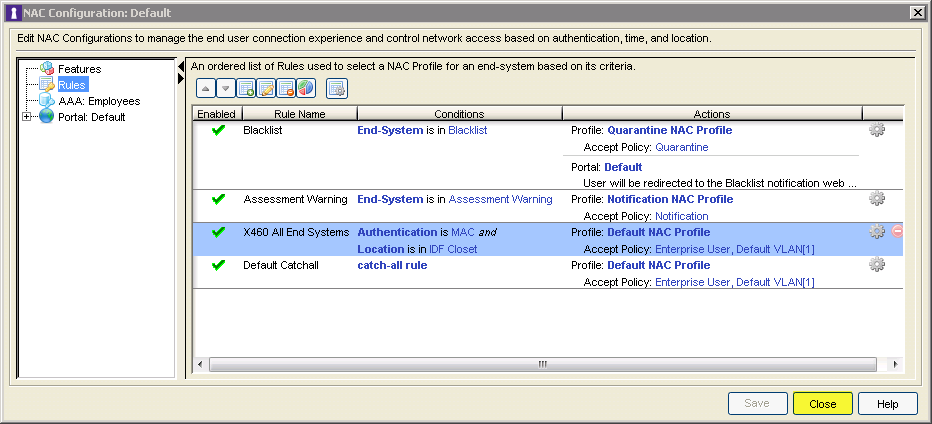 NAC Configuration: Default
Edit NAC Configurations to manage the end user connection experience and control network access based on authentication, time, and location.
Features
Rules
AAA: Employees
Portal: Default
An ordered list of Rules used to select a NAC Profile for an end-system based on its criteria.
Enabled Rule Name Conditions Actions
Blacklist End-System is in Blacklist Profile: Quarantine NAC Profile
Accept Policy: Quarantine
Portal: Default
User will be redirected to the Blacklist notification web ...
Assessment Warning End-System is in Assessment Warning Profile: Notification NAC Profile
Accept Policy: Notification
X460 All End Systems Authentication is MAC and Profile: Default NAC Profile
Location is in IDF Closet Accept Policy: Enterprise User, Default VLAN[1]
Default Catchall catch-all rule Profile: Default NAC Profile
Accept Policy: Enterprise User, Default VLAN[1]
Save Close Help